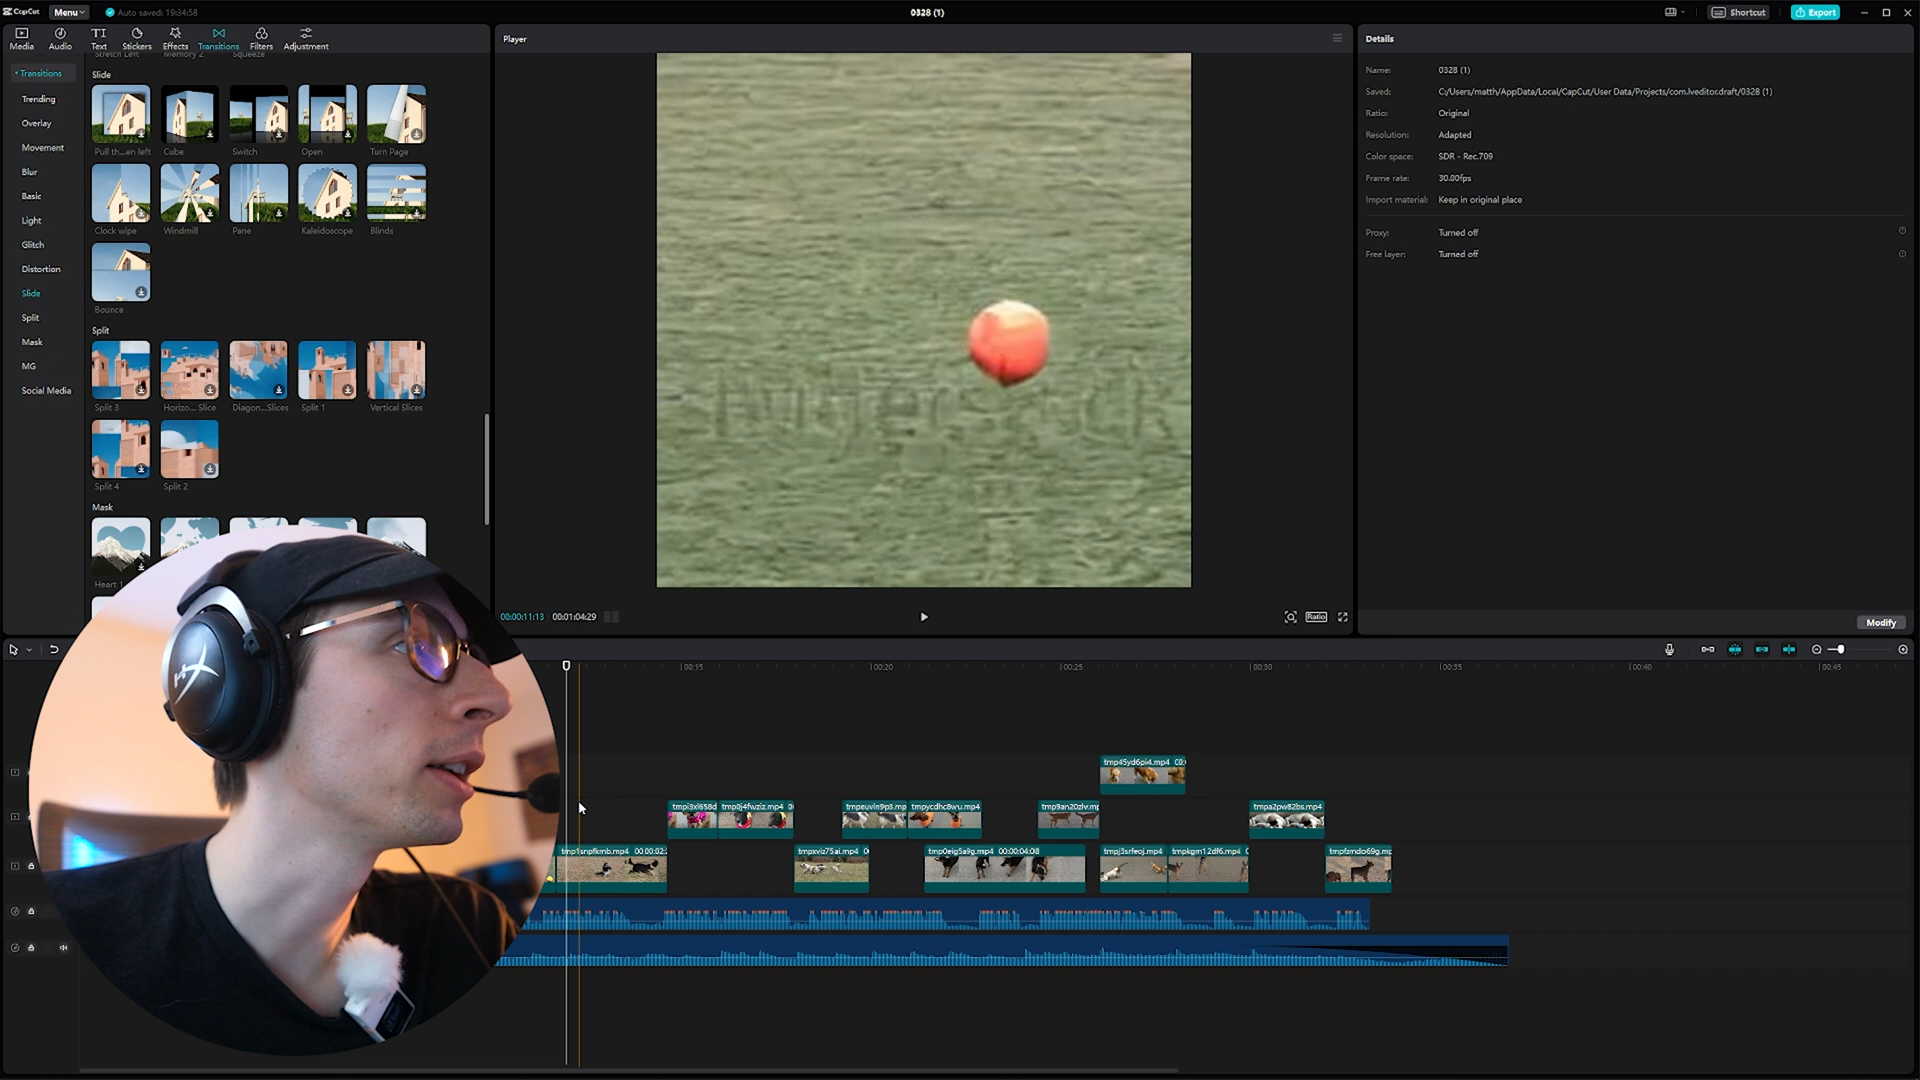 CapCut
Menu
Auto saved: 19:34:58
0328 (1)
Shortcut
Export
Media
Audio
Text
Stickers
Effects
Transitions
Filters
Adjustment
Stretch Left
Memory 2
Squeeze
Transitions
Trending
Overlay
Movement
Blur
Basic
Light
Glitch
Distortion
Slide
Split
Mask
MG
Social Media
Slide
Pull th...en left
Cube
Switch
Open
Turn Page
Clock wipe
Windmill
Pane
Kaleidoscope
Blinds
Bounce
Split
Split 3
Horizo... Slice
Diagon...Slices
Split 1
Vertical Slices
Split 4
Split 2
Mask
Heart 1
Player
shutterstock
00:00:11:13
00:01:04:29
Ratio
Details
Name: 0328 (1)
Saved: C:/Users/matth/AppData/Local/CapCut/User Data/Projects/com.lveditor.draft/0328 (1)
Ratio: Original
Resolution: Adapted
Color space: SDR - Rec.709
Frame rate: 30.00fps
Import material: Keep in original place
Proxy: Turned off
Free layer: Turned off
Modify
00:15
00:20
00:25
00:30
00:35
00:40
00:45
tmp45yd6pi4.mp4
tmpi3xl658d
tmp0j4fwziz.mp4
tmpeuvln9p3.mp
tmpycdhc8wu.mp4
tmp9an20zlv.mp
tmpa2pw82bs.mp4
tmp1snpfkmb.mp4 00:00:02:
tmpxviz75ai.mp4
tmp0eig5a9g.mp4 00:00:04:08
tmpj3srfeoj.mp4
tmpkgm12df6.mp4
tmpfzmdo69g.mp